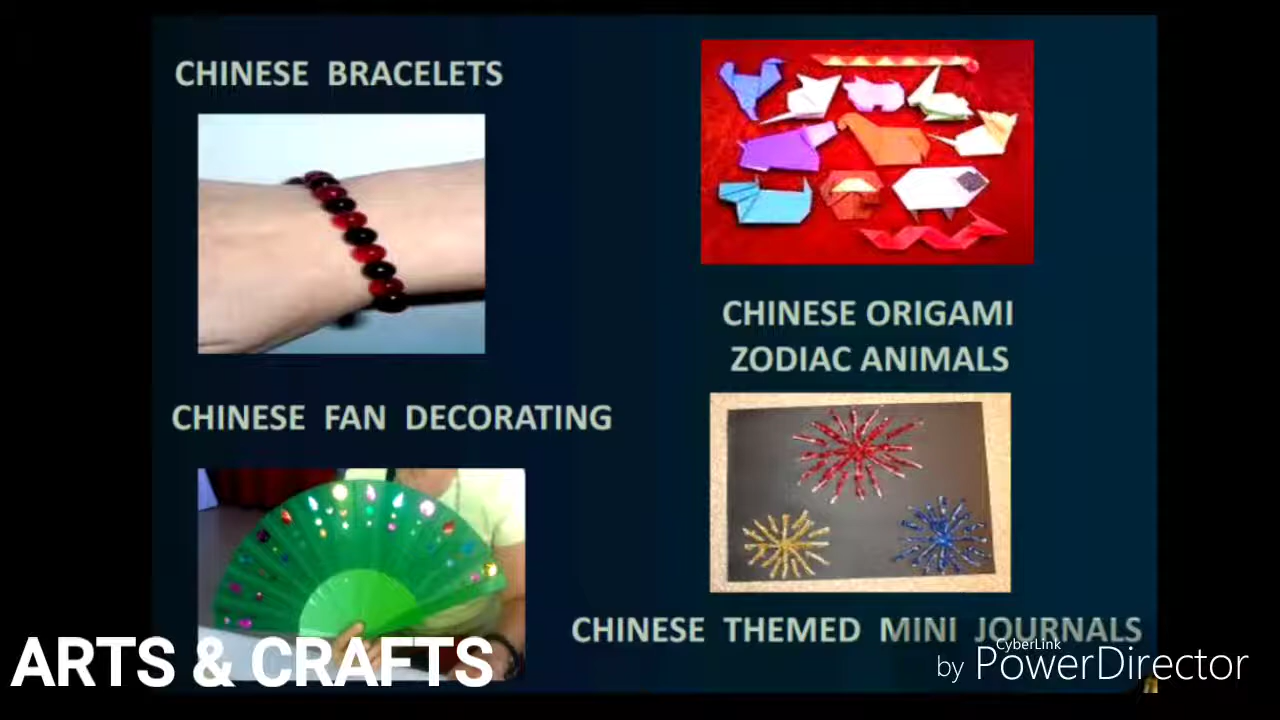 CHINESE BRACELETS
CHINESE ORIGAMI
ZODIAC ANIMALS
CHINESE FAN DECORATING
CHINESE THEMED MINI JOURNALS
ARTS & CRAFTS
CyberLink
by PowerDirector